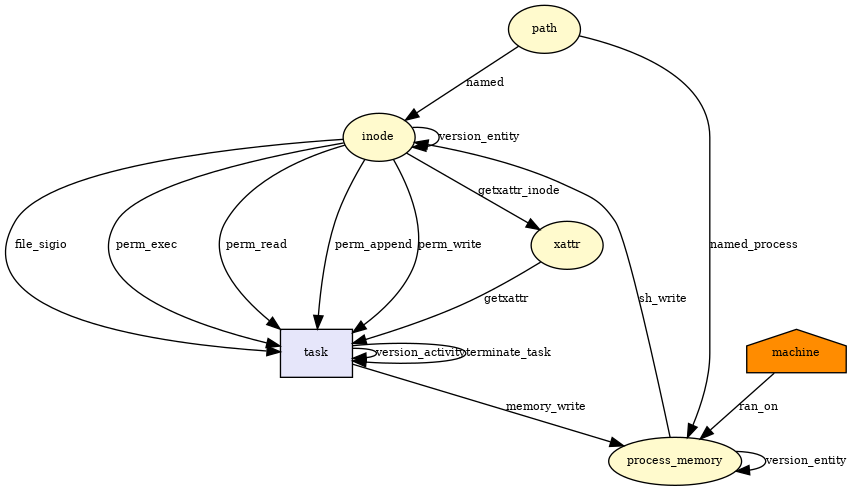 path
named
inode
version_entity
getxattr_inode
file_sigio
perm_exec
perm_read
perm_append
perm_write
xattr
named_process
getxattr
sh_write
task
version_activity
terminate_task
machine
memory_write
ran_on
process_memory
version_entity